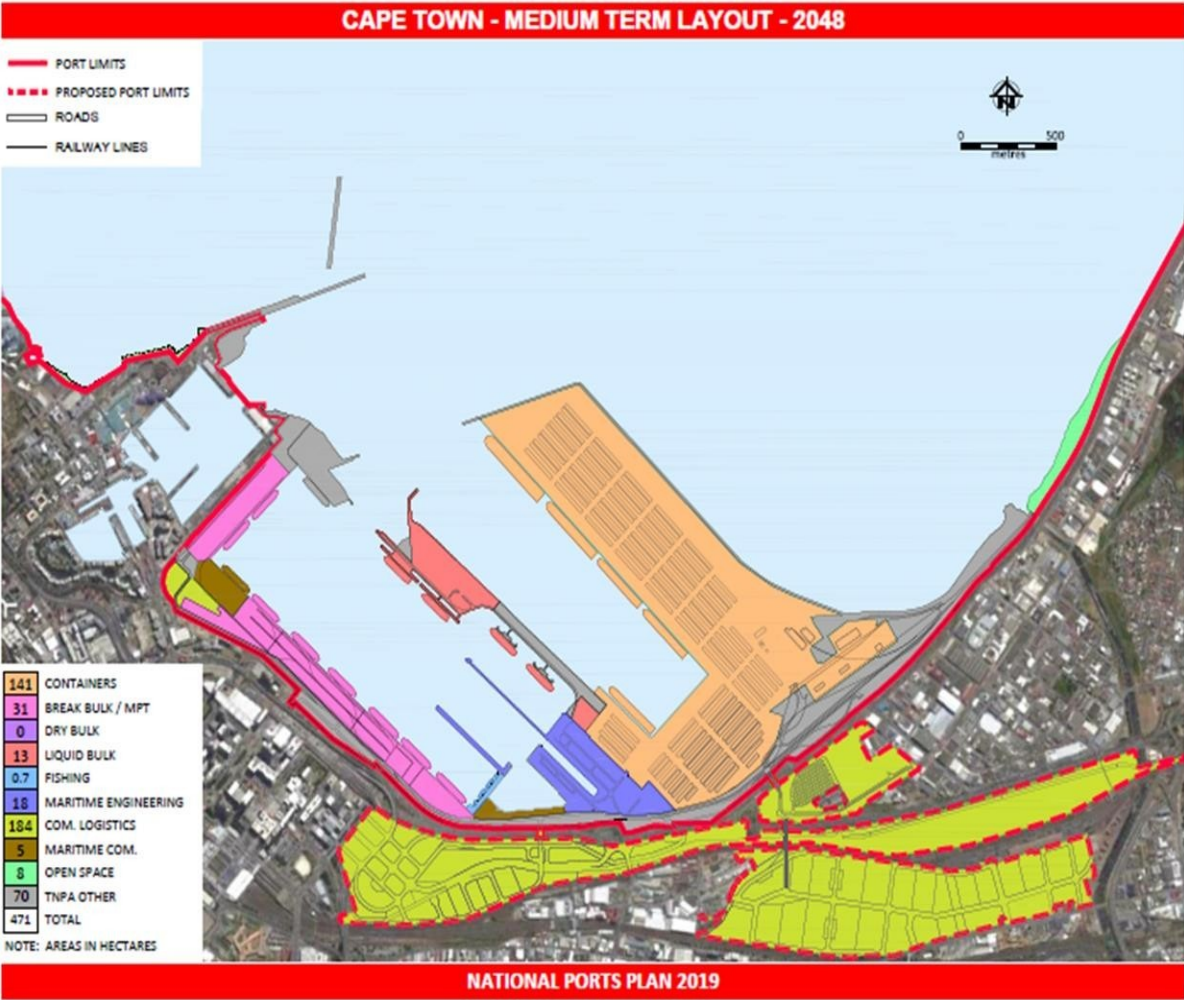 CAPE TOWN - MEDIUM TERM LAYOUT - 2048
PORT LIMITS
PROPOSED PORT LIMITS
ROADS
RAILWAY LINES
N
0 500
metres
141 CONTAINERS
31 BREAK BULK / MPT
0 DRY BULK
13 LIQUID BULK
0.7 FISHING
18 MARITIME ENGINEERING
184 COM. LOGISTICS
5 MARITIME COM.
8 OPEN SPACE
70 TNPA OTHER
471 TOTAL
NOTE: AREAS IN HECTARES
NATIONAL PORTS PLAN 2019